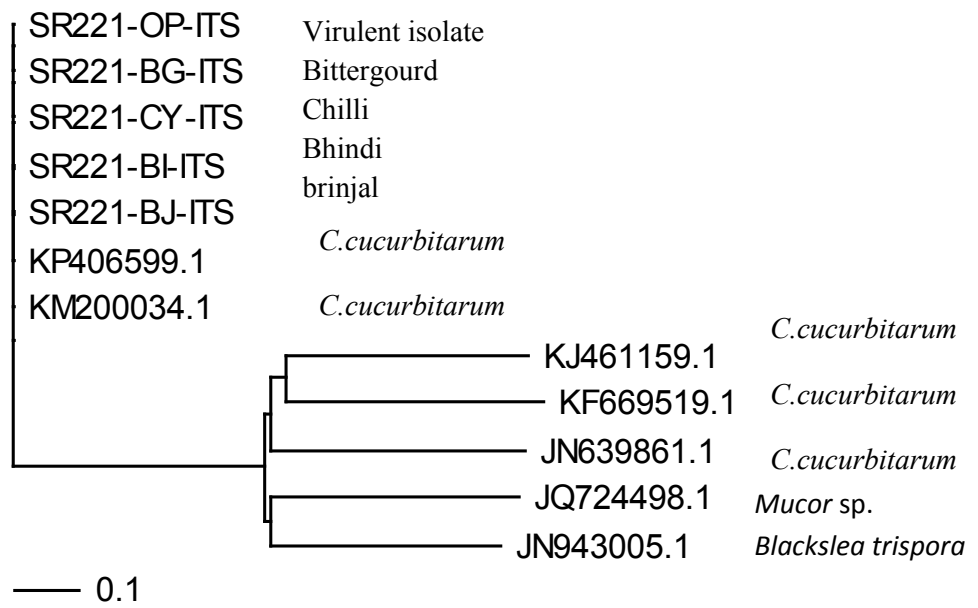 SR221-OP-ITS Virulent isolate
SR221-BG-ITS Bittergourd
SR221-CY-ITS Chilli
SR221-BI-ITS Bhindi
SR221-BJ-ITS brinjal
KP406599.1 C.cucurbitarum
KM200034.1 C.cucurbitarum
KJ461159.1 C.cucurbitarum
KF669519.1 C.cucurbitarum
JN639861.1 C.cucurbitarum
JQ724498.1 Mucor sp.
JN943005.1 Blackslea trispora
0.1